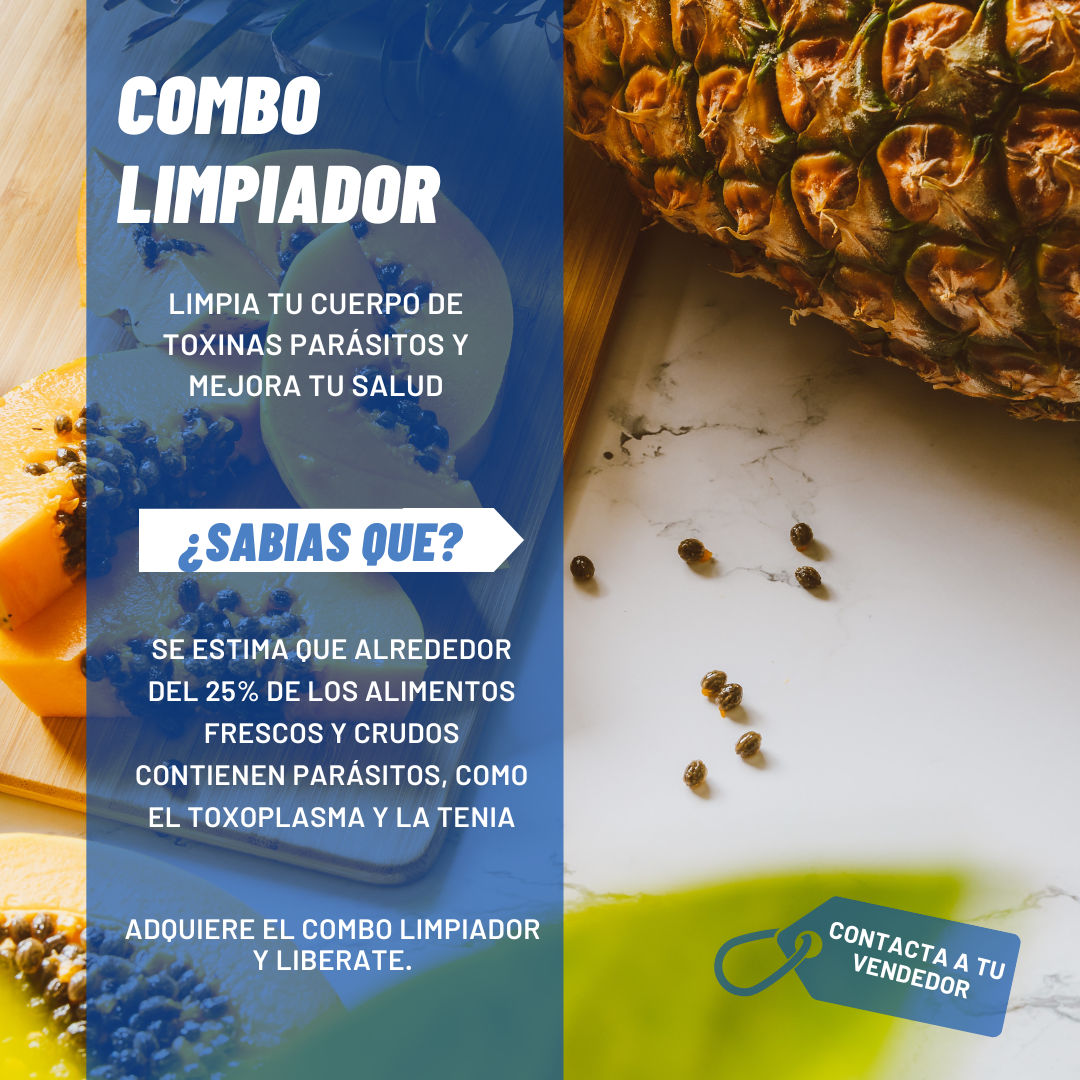 COMBO
LIMPIADOR
LIMPIA TU CUERPO DE
TOXINAS PARÁSITOS Y
MEJORA TU SALUD
¿SABIAS QUE?
SE ESTIMA QUE ALREDEDOR
DEL 25% DE LOS ALIMENTOS
FRESCOS Y CRUDOS
CONTIENEN PARÁSITOS, COMO
EL TOXOPLASMA Y LA TENIA
ADQUIERE EL COMBO LIMPIADOR
Y LIBERATE.
CONTACTA A TU
VENDEDOR